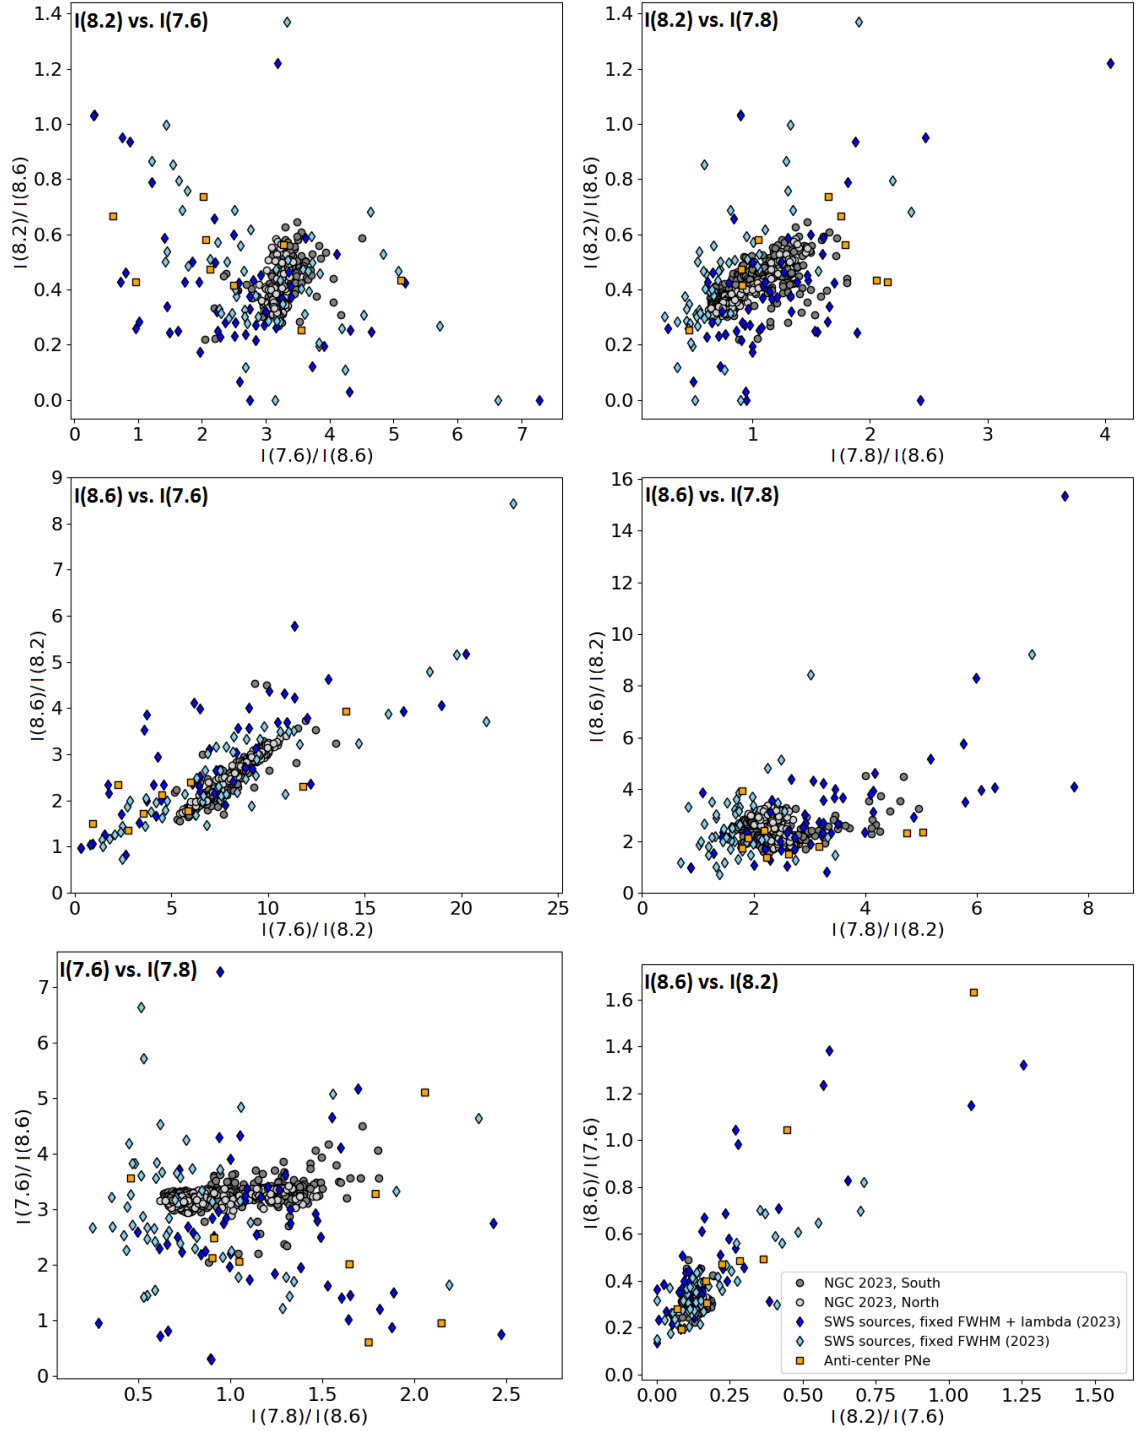 I(8.2) vs. I(7.6)
1.4
1.2
1.0
0.8
0.6
0.4
0.2
0.0
I(8.2)/ I(8.6)
0 1 2 3 4 5 6 7
I(7.6)/ I(8.6)
I(8.2) vs. I(7.8)
1.4
1.2
1.0
0.8
0.6
0.4
0.2
0.0
I(8.2)/ I(8.6)
1 2 3 4
I(7.8)/ I(8.6)
I(8.6) vs. I(7.6)
9
8
7
6
5
4
3
2
1
0
I(8.6)/ I(8.2)
0 5 10 15 20 25
I(7.6)/ I(8.2)
I(8.6) vs. I(7.8)
16
14
12
10
8
6
4
2
0
I(8.6)/ I(8.2)
0 2 4 6 8
I(7.8)/ I(8.2)
I(7.6) vs. I(7.8)
7
6
5
4
3
2
1
0
I(7.6)/ I(8.6)
0.5 1.0 1.5 2.0 2.5
I(7.8)/ I(8.6)
I(8.6) vs. I(8.2)
1.6
1.4
1.2
1.0
0.8
0.6
0.4
0.2
0.0
I(8.6)/ I(7.6)
NGC 2023, South
NGC 2023, North
SWS sources, fixed FWHM + lambda (2023)
SWS sources, fixed FWHM (2023)
Anti-center PNe
0.00 0.25 0.50 0.75 1.00 1.25 1.50
I(8.2)/ I(7.6)